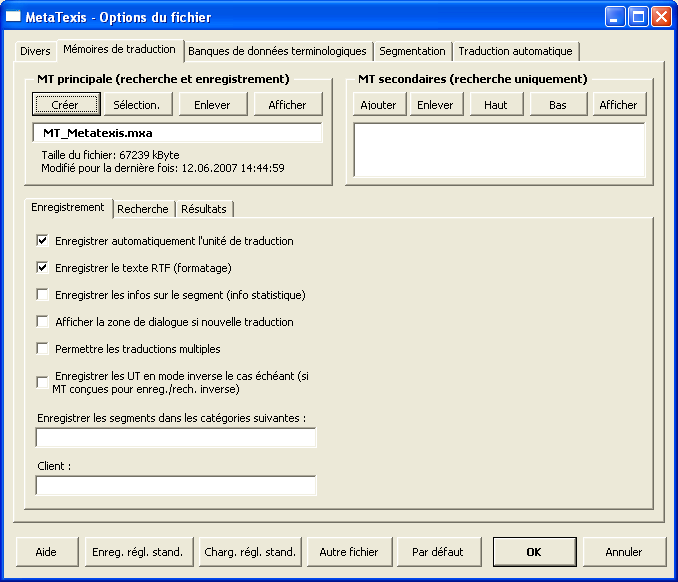 MetaTexis - Options du fichier
Divers Mémoires de traduction Banques de données terminologiques Segmentation Traduction automatique
MT principale (recherche et enregistrement)
Créer Sélection. Enlever Afficher
MT_Metatexis.mxa
Taille du fichier: 67239 kByte
Modifié pour la dernière fois: 12.06.2007 14:44:59
MT secondaires (recherche uniquement)
Ajouter Enlever Haut Bas Afficher
Enregistrement Recherche Résultats
Enregistrer automatiquement l'unité de traduction
Enregistrer le texte RTF (formatage)
Enregistrer les infos sur le segment (info statistique)
Afficher la zone de dialogue si nouvelle traduction
Permettre les traductions multiples
Enregistrer les UT en mode inverse le cas échéant (si
MT conçues pour enreg./rech. inverse)
Enregistrer les segments dans les catégories suivantes :
Client :
Aide Enreg. régl. stand. Charg. régl. stand. Autre fichier Par défaut OK Annuler